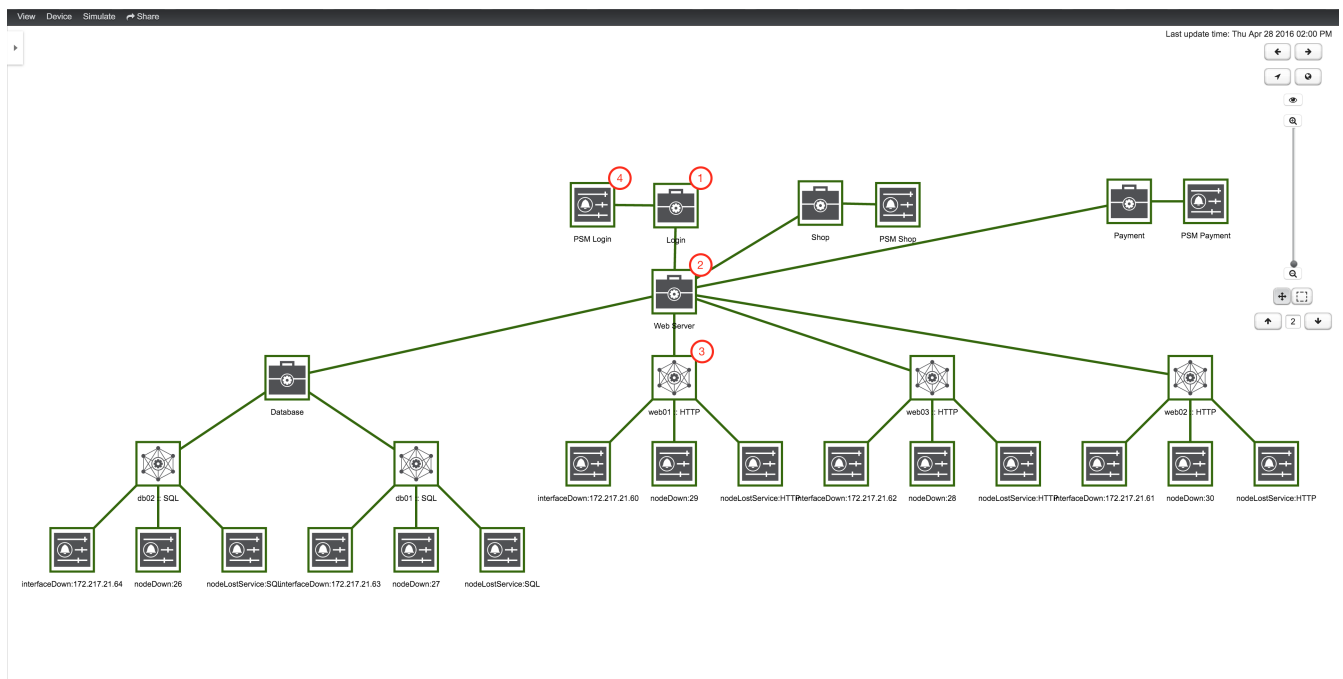 View Device Simulate Share
Last update time: Thu Apr 28 2016 02:00 PM
4
1
PSM Login
Login
Shop
PSM Shop
Payment
PSM Payment
2
Web Server
2
3
Database
web01 :: HTTP
web03 :: HTTP
web02 :: HTTP
db02 :: SQL
db01 :: SQL
interfaceDown:172.217.21.60
nodeDown:29
nodeLostService:HTTP
interfaceDown:172.217.21.62
nodeDown:28
nodeLostService:HTTP
interfaceDown:172.217.21.61
nodeDown:30
nodeLostService:HTTP
interfaceDown:172.217.21.64
nodeDown:26
nodeLostService:SQL
interfaceDown:172.217.21.63
nodeDown:27
nodeLostService:SQL